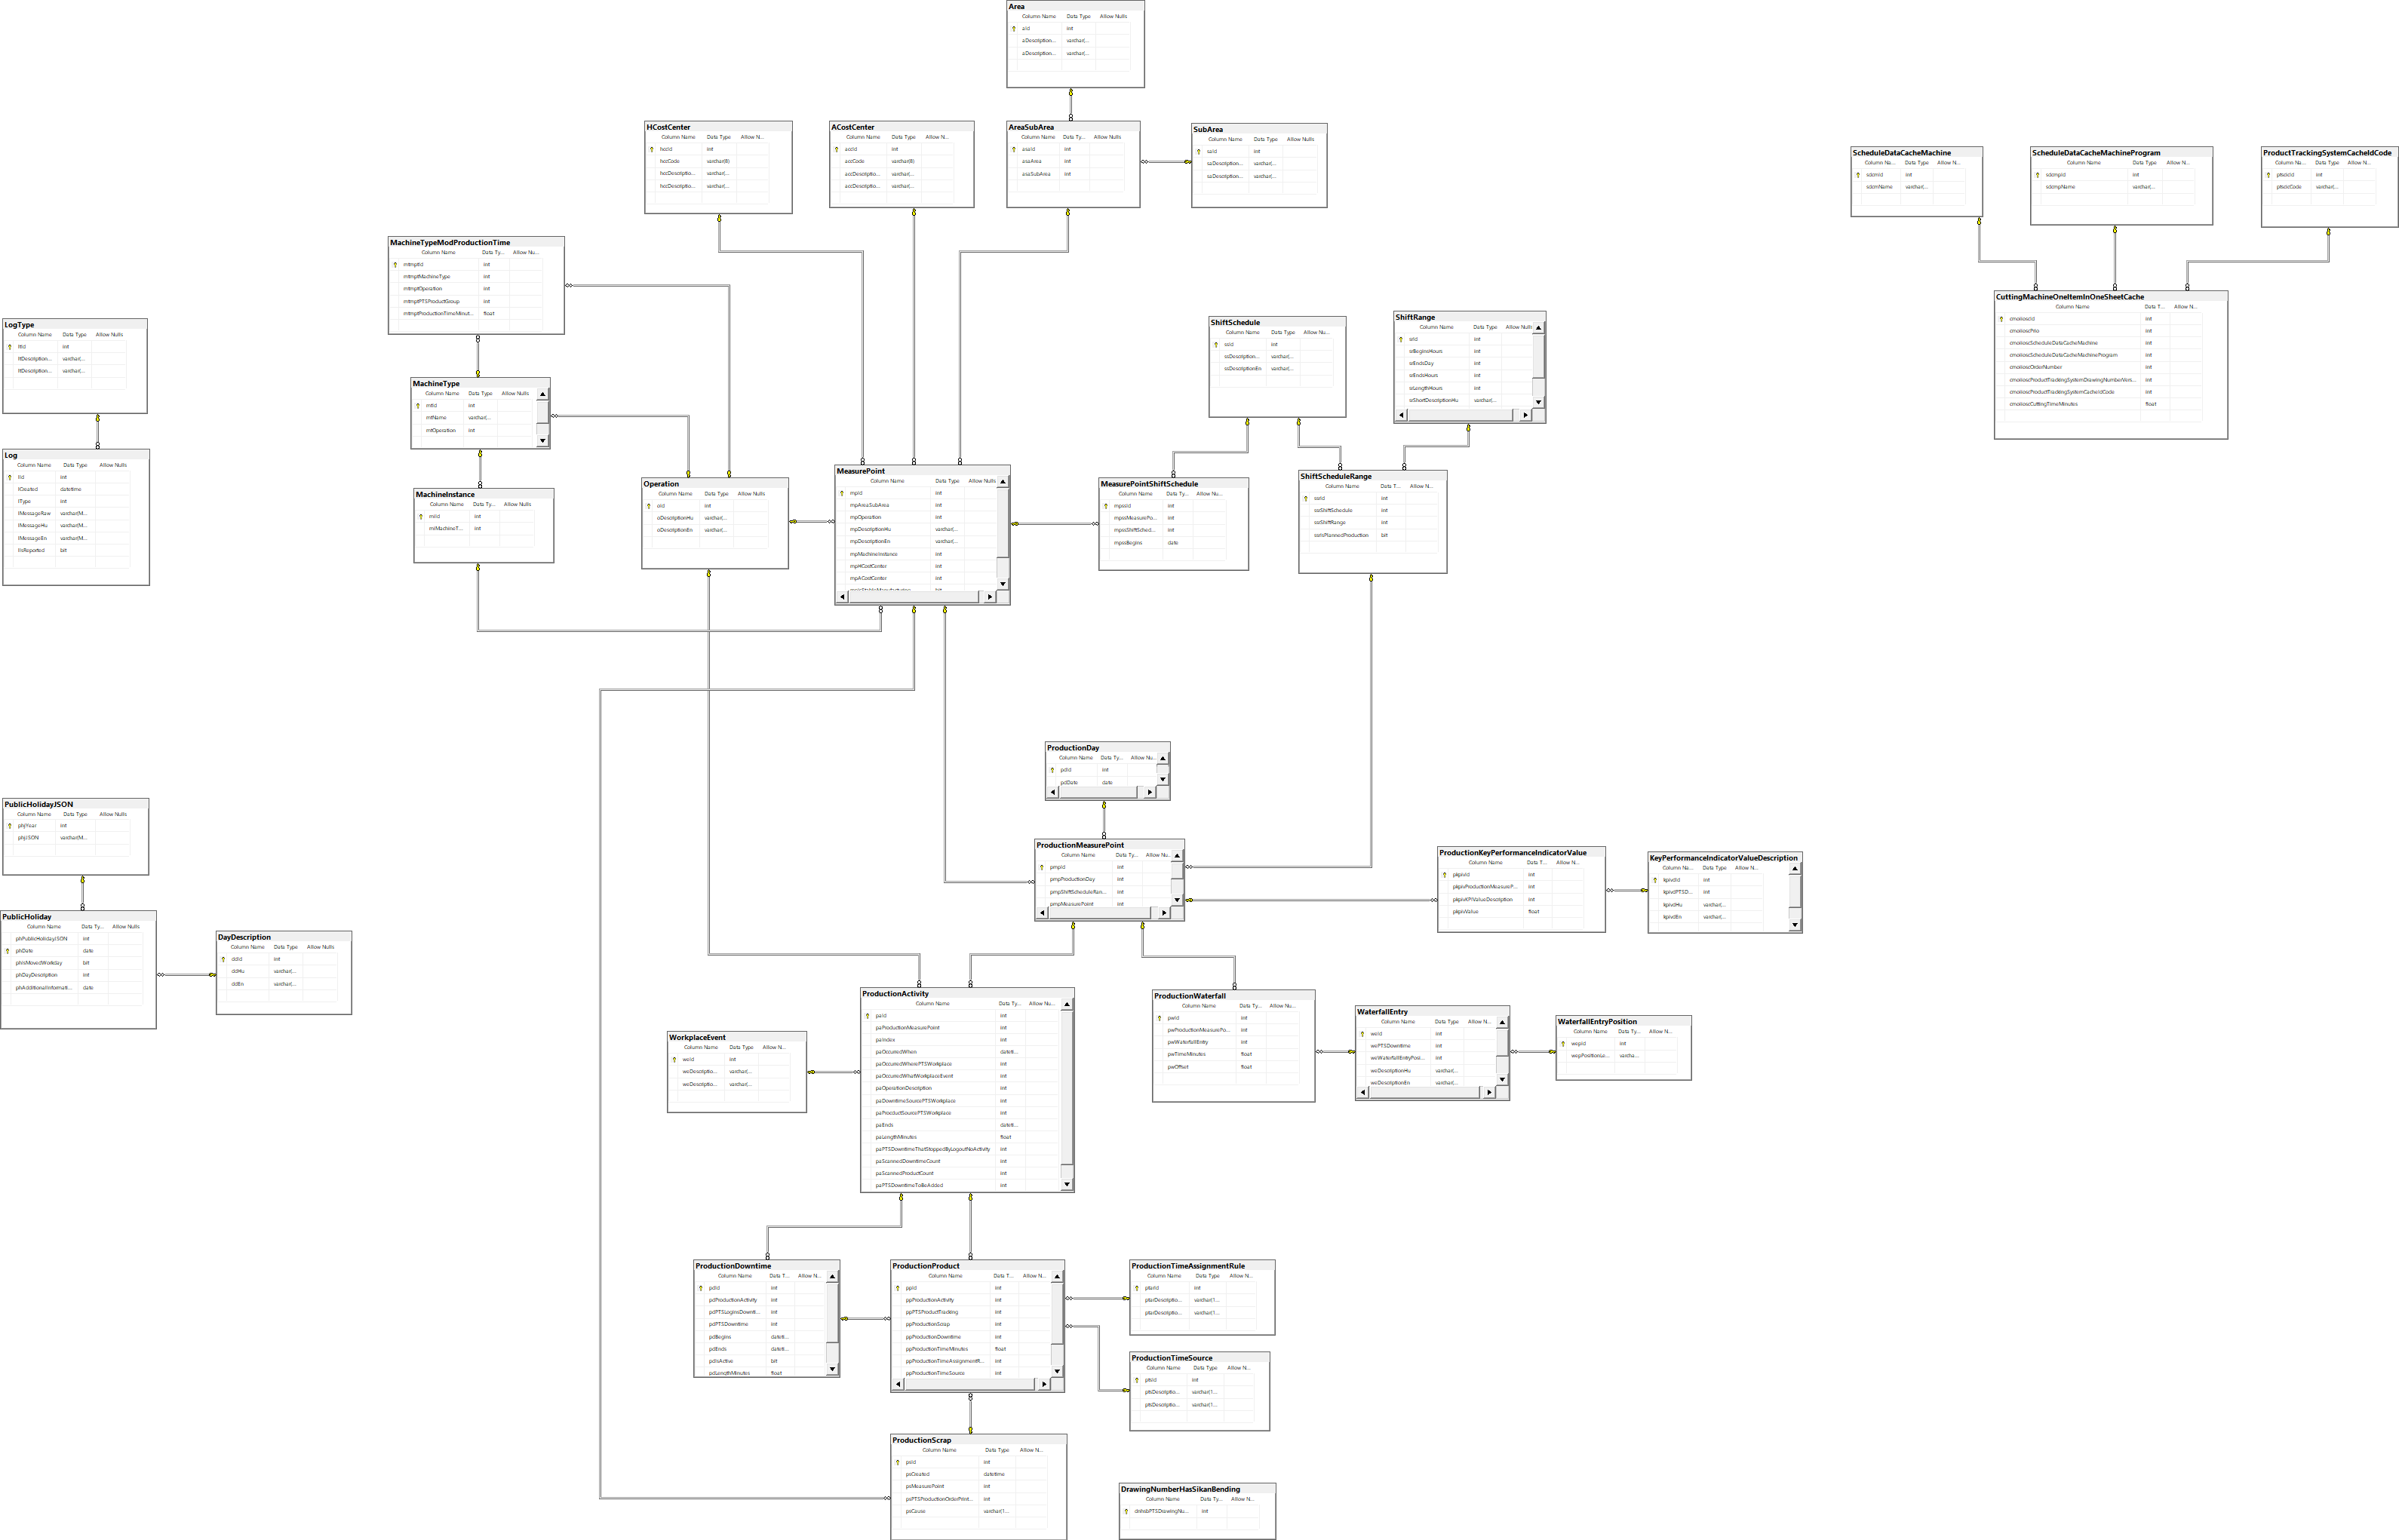 Area
Column Name Data Type Allow Nulls
aId int
aDescription... varchar(...
aDescription... varchar(...
HCostCenter
Column Name Data Type Allow N...
hccId int
hccCode varchar(8)
hccDescriptio... varchar(...
hccDescriptio... varchar(...
ACostCenter
Column Name Data Type Allow N...
accId int
accCode varchar(8)
accDescriptio... varchar(...
accDescriptio... varchar(...
AreaSubArea
Column Name Data Ty... Allow Nulls
asaId int
asaArea int
asaSubArea int
SubArea
Column Name Data Type Allow Nulls
saId int
saDescription... varchar(...
saDescription... varchar(...
ScheduleDataCacheMachine
Column Na... Data Type Allow N...
sdcmId int
sdcmName varchar(...
ScheduleDataCacheMachineProgram
Column Name Data Type Allow N...
sdcmpId int
sdcmpName varchar(...
ProductTrackingSystemCacheIdCode
Column Na... Data Type Allow N...
ptscicId int
ptscicCode varchar(...
MachineTypeModProductionTime
Column Name Data Ty... Allow Nu...
mtmptId int
mtmptMachineType int
mtmptOperation int
mtmptPTSProductGroup int
mtmptProductionTimeMinut... float
CuttingMachineOneItemInOneSheetCache
Column Name Data T... Allow N...
cmoioscId int
cmoioscPrio int
cmoioscScheduleDataCacheMachine int
cmoioscScheduleDataCacheMachineProgram int
cmoioscOrderNumber int
cmoioscProductTrackingSystemDrawingNumberVers... int
cmoioscProductTrackingSystemCacheIdCode int
cmoioscCuttingTimeMinutes float
LogType
Column Name Data Type Allow Nulls
ltId int
ltDescription... varchar(...
ltDescription... varchar(...
ShiftSchedule
Column Name Data Type Allow Nu...
ssId int
ssDescription... varchar(...
ssDescriptionEn varchar(...
ShiftRange
Column Name Data Type Allow Nulls
srId int
srBeginsHours int
srEndsDay int
srEndsHours int
srLengthHours int
srShortDescriptionHu varchar(...
MachineType
Column Name Data Type Allow Nulls
mtId int
mtName varchar(...
mtOperation int
Log
Column Name Data Type Allow Nulls
lId int
lCreated datetime
lType int
lMessageRaw varchar(M...
lMessageHu varchar(M...
lMessageEn varchar(M...
lIsReported bit
MachineInstance
Column Name Data Ty... Allow Nulls
miId int
miMachineT... int
Operation
Column Name Data Type Allow Nulls
oId int
oDescriptionHu varchar(...
oDescriptionEn varchar(...
MeasurePoint
Column Name Data Type Allow Nulls
mpId int
mpAreaSubArea int
mpOperation int
mpDescriptionHu varchar(...
mpDescriptionEn varchar(...
mpMachineInstance int
mpHCostCenter int
mpACostCenter int
MeasurePointShiftSchedule
Column Name Data Ty... Allow Nu...
mpssId int
mpssMeasurePo... int
mpssShiftSched... int
mpssBegins date
ShiftScheduleRange
Column Name Data T... Allow N...
ssrId int
ssrShiftSchedule int
ssrShiftRange int
ssrIsPlannedProduction bit
ProductionDay
Column Name Data Ty... Allow Nu...
pdId int
pdDate date
PublicHolidayJSON
Column Name Data Type Allow Nulls
phjYear int
phjJSON varchar(M...
ProductionMeasurePoint
Column Name Data Ty... Allow Nu...
pmpId int
pmpProductionDay int
pmpShiftScheduleRan... int
pmpMeasurePoint int
ProductionKeyPerformanceIndicatorValue
Column Name Data T... Allow N...
pkpivId int
pkpivProductionMeasureP... int
pkpivKPIValueDescription int
pkpivValue float
KeyPerformanceIndicatorValueDescription
Column Na... Data Type Allow N...
kpivdId int
kpivdPTSD... int
kpivdHu varchar(...
kpivdEn varchar(...
PublicHoliday
Column Name Data Ty... Allow Nulls
phPublicHolidayJSON int
phDate date
phIsMovedWorkday bit
phDayDescription int
phAdditionalInformati... date
DayDescription
Column Name Data Type Allow Nulls
ddId int
ddHu varchar(...
ddEn varchar(...
ProductionActivity
Column Name Data Ty... Allow Nu...
paId int
paProductionMeasurePoint int
paIndex int
paOccurredWhen dateti...
paOccurredWherePTSWorkplace int
paOccurredWhatWorkplaceEvent int
paOperationDescription int
paDowntimeSourcePTSWorkplace int
paProductSourcePTSWorkplace int
paEnds dateti...
paLengthMinutes float
paPTSDowntimeThatStoppedByLogoutNoActivity int
paScannedDowntimeCount int
paScannedProductCount int
paPTSDowntimeToBeAdded int
ProductionWaterfall
Column Name Data Ty... Allow Nu...
pwId int
pwProductionMeasurePo... int
pwWaterfallEntry int
pwTimeMinutes float
pwOffset float
WaterfallEntry
Column Name Data Type Allow N...
weId int
wePTSDowntime int
weWaterfallEntryPosi... int
weDescriptionHu varchar(...
weDescriptionEn varchar(...
WaterfallEntryPosition
Column Name Data Ty... Allow N...
wepId int
wepPositionLa... varcha...
WorkplaceEvent
Column Name Data Type Allow N...
weId int
weDescriptio... varchar(...
weDescriptio... varchar(...
ProductionDowntime
Column Name Data T... Allow N...
pdId int
pdProductionActivity int
pdPTSLoginsDownti... int
pdPTSDowntime int
pdBegins dateti...
pdEnds dateti...
pdIsActive bit
pdLengthMinutes float
ProductionProduct
Column Name Data T... Allow N...
ppId int
ppProductionActivity int
ppPTSProductTracking int
ppProductionScrap int
ppProductionDowntime int
ppProductionTimeMinutes float
ppProductionTimeAssignmentR... int
ppProductionTimeSource int
ProductionTimeAssignmentRule
Column Name Data Type Allow N...
ptarId int
ptarDescriptio... varchar(1...
ptarDescriptio... varchar(1...
ProductionTimeSource
Column Name Data Type Allow N...
ptsId int
ptsDescriptio... varchar(1...
ptsDescriptio... varchar(1...
ProductionScrap
Column Name Data Type Allow N...
psId int
psCreated datetime
psMeasurePoint int
psPTSProductionOrderPrint... int
psCause varchar(1...
DrawingNumberHasSikanBending
Column Name Data Ty... Allow N...
dnhsbPTSDrawingNu... int